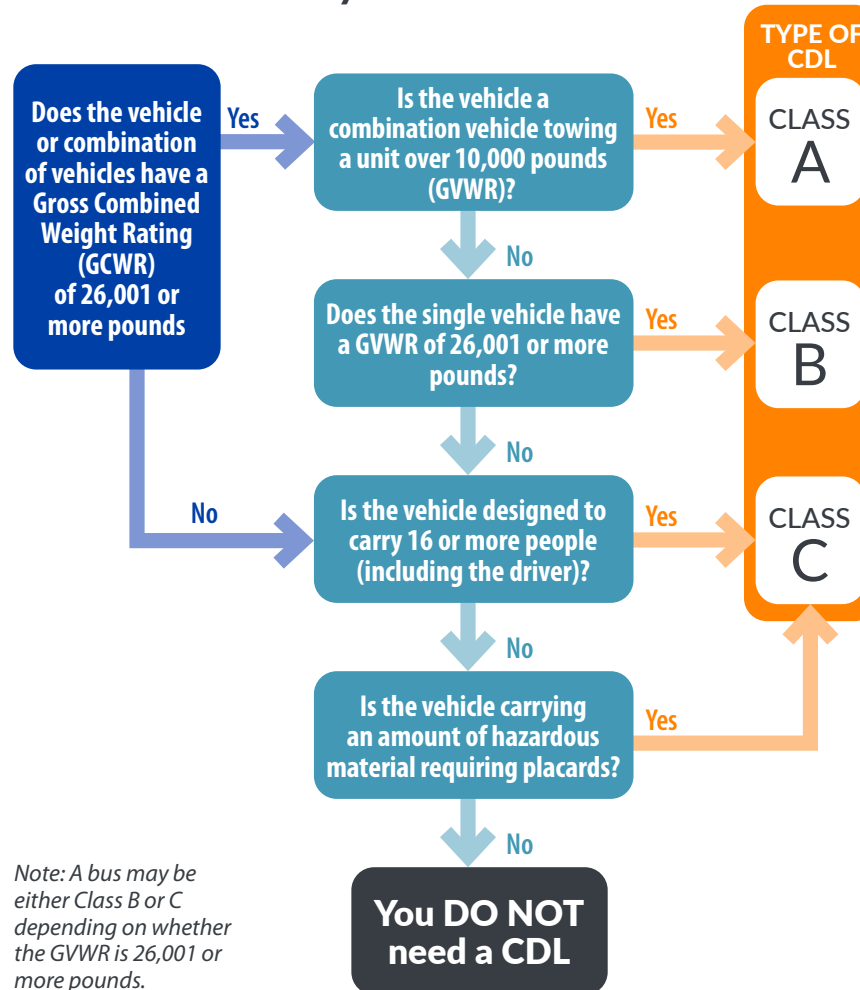 TYPE OF
CDL
Does the vehicle
or combination
of vehicles have a
Gross Combined
Weight Rating
(GCWR)
of 26,001 or
more pounds
Yes
Is the vehicle a
combination vehicle towing
a unit over 10,000 pounds
(GVWR)?
Yes
CLASS
A
No
Does the single vehicle have
a GVWR of 26,001 or more
pounds?
Yes
CLASS
B
No
No
Is the vehicle designed to
carry 16 or more people
(including the driver)?
Yes
CLASS
C
No
Is the vehicle carrying
an amount of hazardous
material requiring placards?
Yes
No
You DO NOT
need a CDL
Note: A bus may be
either Class B or C
depending on whether
the GVWR is 26,001 or
more pounds.